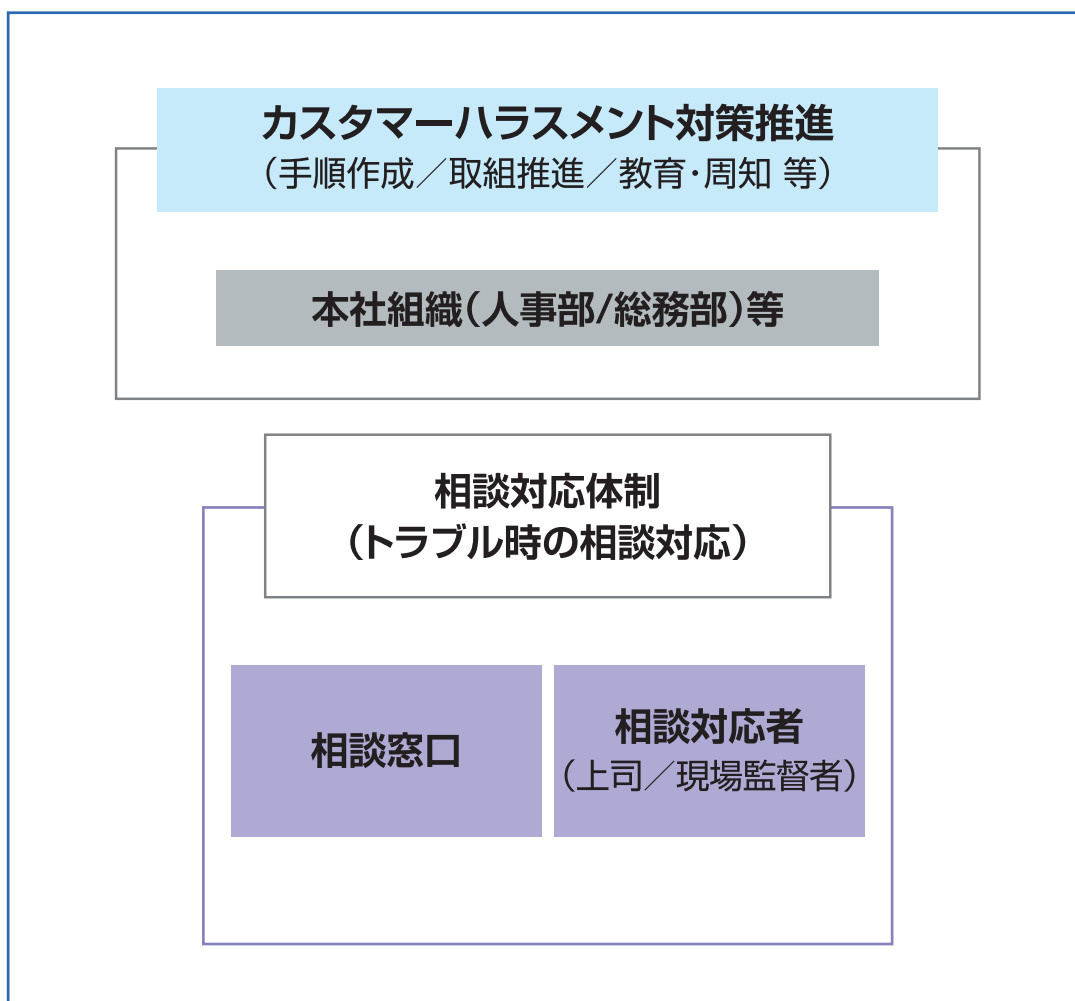 カスタマーハラスメント対策推進
（手順作成／取組推進／教育・周知 等）
本社組織（人事部/総務部）等
相談対応体制
（トラブル時の相談対応）
相談窓口
相談対応者
（上司／現場監督者）